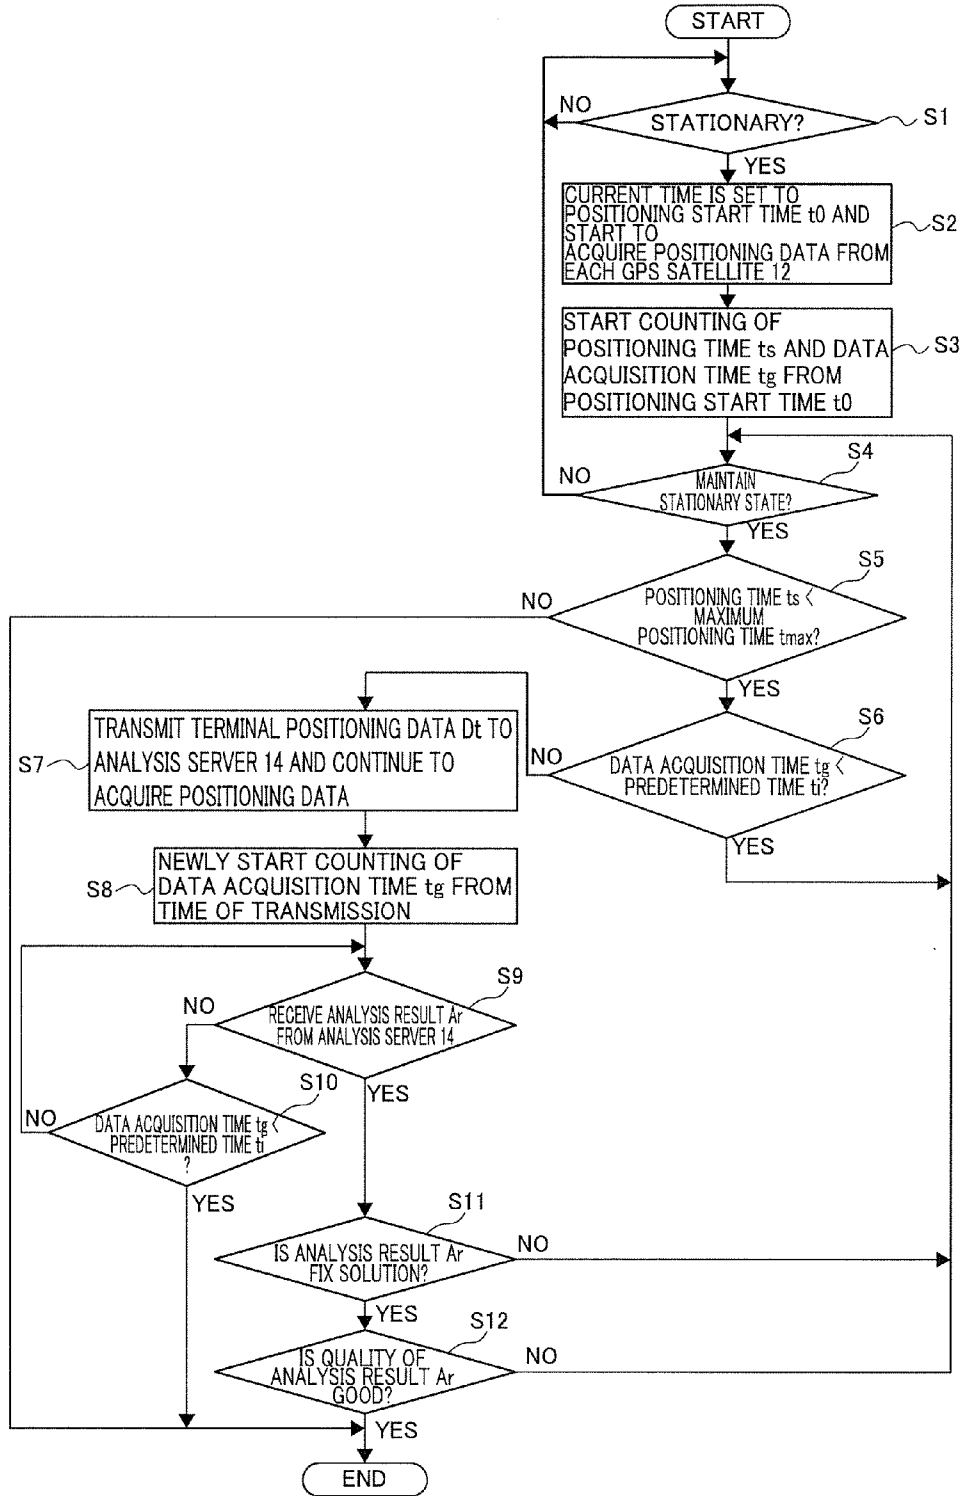 START
NO
STATIONARY?
S1
YES
CURRENT TIME IS SET TO
POSITIONING START TIME t0 AND
START TO
ACQUIRE POSITIONING DATA FROM
EACH GPS SATELLITE 12
S2
START COUNTING OF
POSITIONING TIME ts AND DATA
ACQUISITION TIME tg FROM
POSITIONING START TIME t0
S3
NO
MAINTAIN
STATIONARY STATE?
S4
YES
NO
POSITIONING TIME ts <
MAXIMUM
POSITIONING TIME tmax?
S5
YES
S6
NO
DATA ACQUISITION TIME tg <
PREDETERMINED TIME ti?
YES
S7
TRANSMIT TERMINAL POSITIONING DATA Dt TO
ANALYSIS SERVER 14 AND CONTINUE TO
ACQUIRE POSITIONING DATA
S8
NEWLY START COUNTING OF
DATA ACQUISITION TIME tg FROM
TIME OF TRANSMISSION
S9
NO
RECEIVE ANALYSIS RESULT Ar
FROM ANALYSIS SERVER 14
YES
S10
NO
DATA ACQUISITION TIME tg <
PREDETERMINED TIME ti
?
YES
S11
IS ANALYSIS RESULT Ar
FIX SOLUTION?
NO
YES
S12
IS QUALITY OF
ANALYSIS RESULT Ar
GOOD?
NO
YES
END